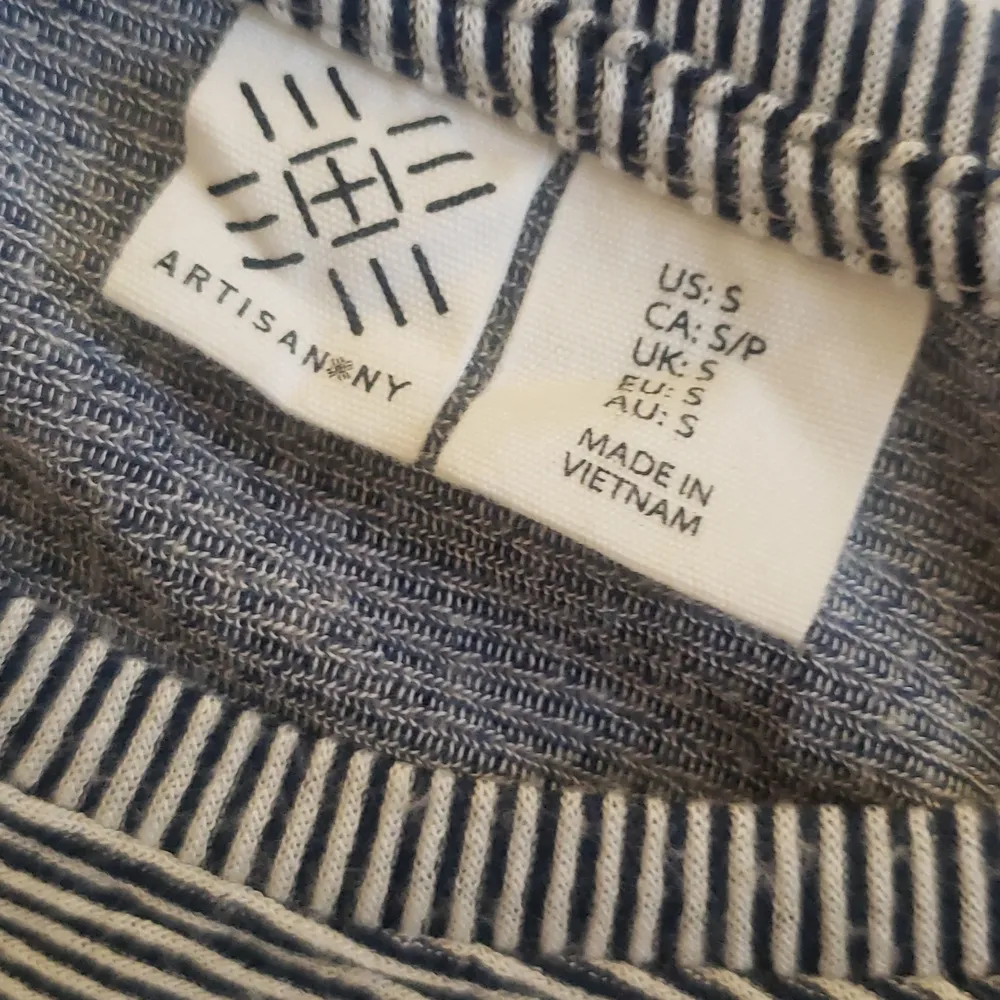 ARTISAN NY
US: S
CA: S/P
UK: S
EU: S
AU: S
MADE IN
VIETNAM